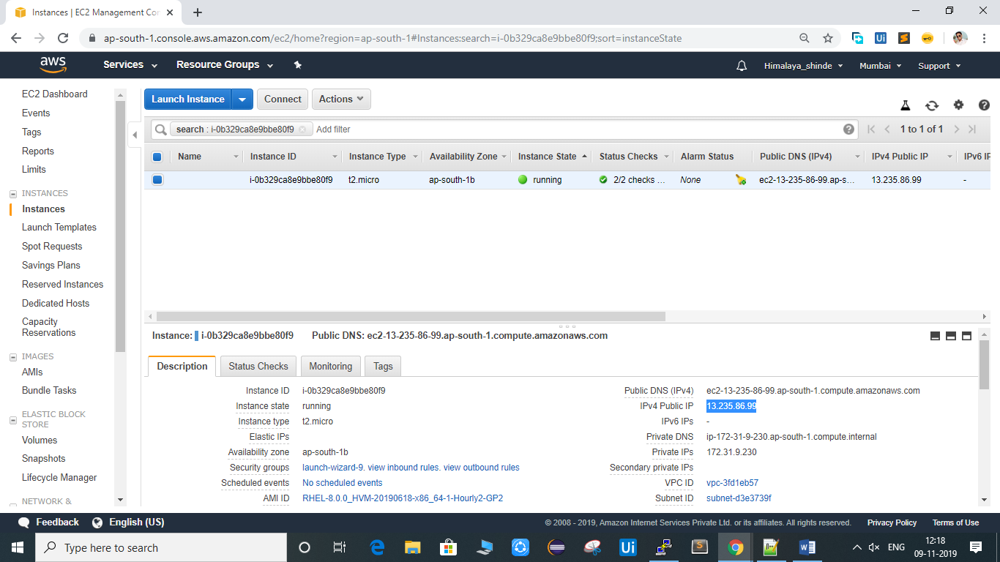 Instances | EC2 Management Con
ap-south-1.console.aws.amazon.com/ec2/home?region=ap-south-1#Instances:search=i-0b329ca8e9bbe80f9;sort=instanceState
aws Services Resource Groups Himalaya_shinde Mumbai Support
EC2 Dashboard
Events
Tags
Reports
Limits
INSTANCES
Instances
Launch Templates
Spot Requests
Savings Plans
Reserved Instances
Dedicated Hosts
Capacity
Reservations
IMAGES
AMIs
Bundle Tasks
ELASTIC BLOCK
STORE
Volumes
Snapshots
Lifecycle Manager
NETWORK &
Launch Instance Connect Actions
search : i-0b329ca8e9bbe80f9 Add filter 1 to 1 of 1
Name Instance ID Instance Type Availability Zone Instance State Status Checks Alarm Status Public DNS (IPv4) IPv4 Public IP IPv6 IP
i-0b329ca8e9bbe80f9 t2.micro ap-south-1b running 2/2 checks ... None ec2-13-235-86-99.ap-s... 13.235.86.99 -
Instance: i-0b329ca8e9bbe80f9 Public DNS: ec2-13-235-86-99.ap-south-1.compute.amazonaws.com
Description Status Checks Monitoring Tags
Instance ID i-0b329ca8e9bbe80f9 Public DNS (IPv4) ec2-13-235-86-99.ap-south-1.compute.amazonaws.com
Instance state running IPv4 Public IP 13.235.86.99
Instance type t2.micro IPv6 IPs -
Elastic IPs Private DNS ip-172-31-9-230.ap-south-1.compute.internal
Availability zone ap-south-1b Private IPs 172.31.9.230
Security groups launch-wizard-9. view inbound rules. view outbound rules Secondary private IPs
Scheduled events No scheduled events VPC ID vpc-3fd1eb57
AMI ID RHEL-8.0.0_HVM-20190618-x86_64-1-Hourly2-GP2 Subnet ID subnet-d3e3739f
Feedback English (US) © 2008 - 2019, Amazon Internet Services Private Ltd. or its affiliates. All rights reserved. Privacy Policy Terms of Use
Type here to search Ui ENG 12:18
09-11-2019